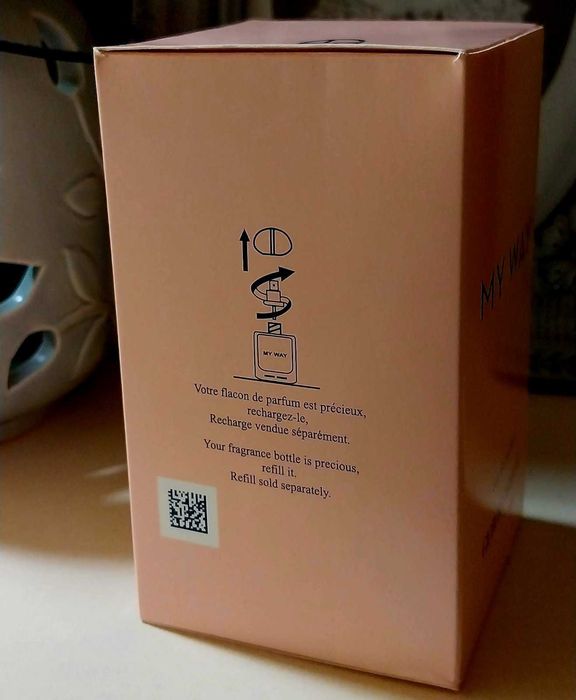 MY WAY
Votre flacon de parfum est précieux,
rechargez-le,
Recharge vendue séparément.
Your fragrance bottle is precious,
refill it.
Refill sold separately.
MY WAY